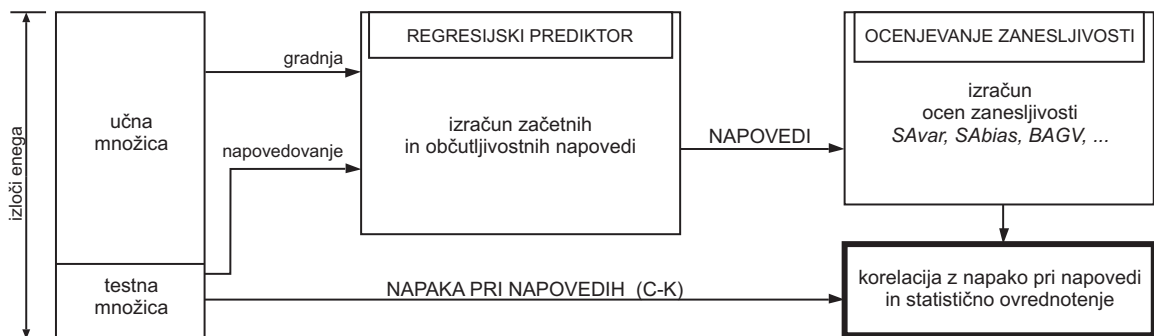 izloči enega
učna
množica
testna
množica
gradnja
napovedovanje
REGRESIJSKI PREDIKTOR
izračun začetnih
in občutljivostnih napovedi
NAPOVEDI
OCENJEVANJE ZANESLJIVOSTI
izračun
ocen zanesljivosti
SAvar, SAbias, BAGV, ...
NAPAKA PRI NAPOVEDIH (C-K)
korelacija z napako pri napovedi
in statistično ovrednotenje